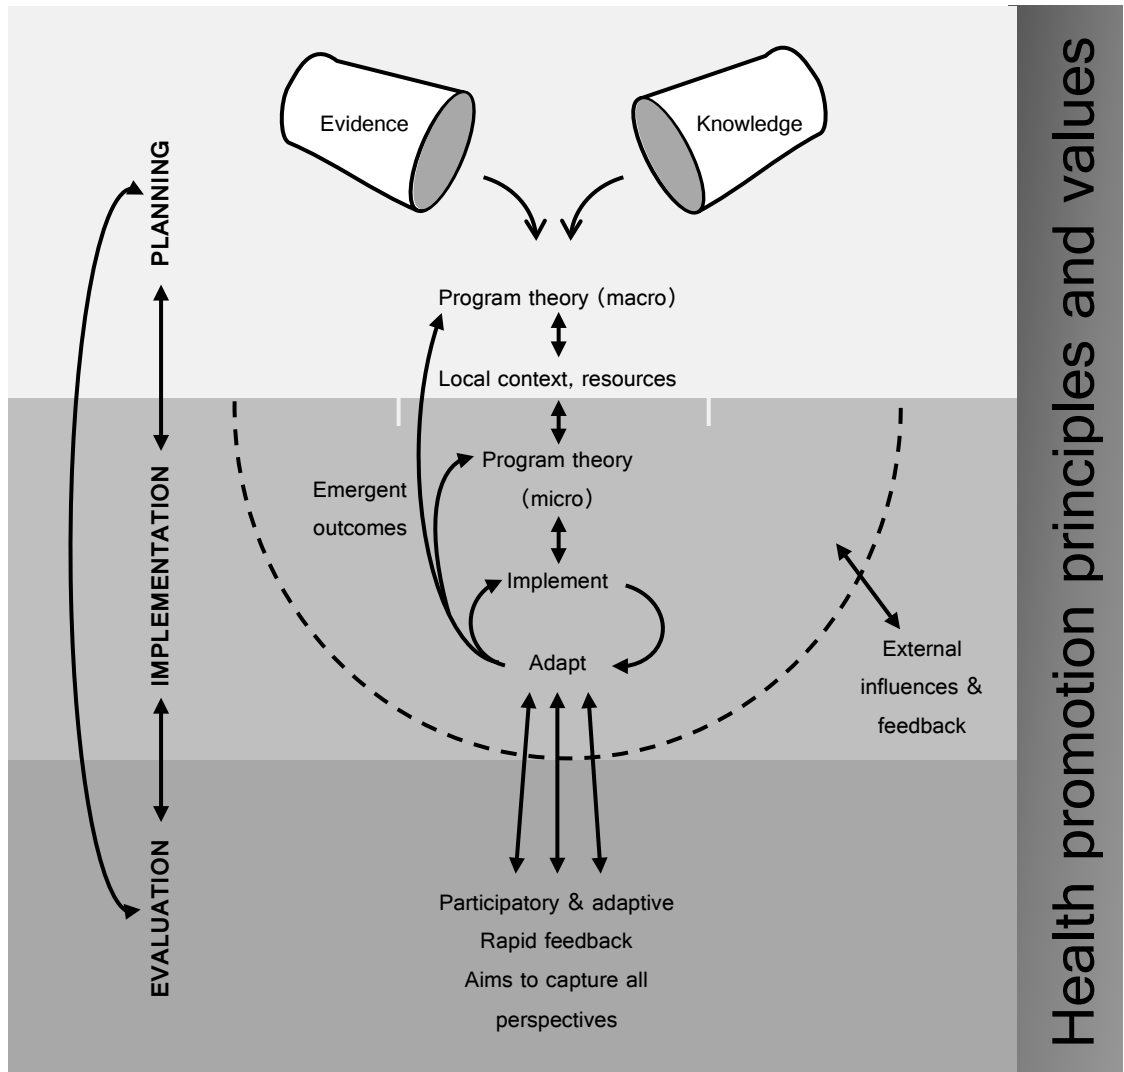 Evidence
Knowledge
PLANNING
Program theory (macro)
Local context, resources
IMPLEMENTATION
Program theory
(micro)
Emergent
outcomes
Implement
Adapt
External
influences &
feedback
EVALUATION
Participatory & adaptive
Rapid feedback
Aims to capture all
perspectives
Health promotion principles and values